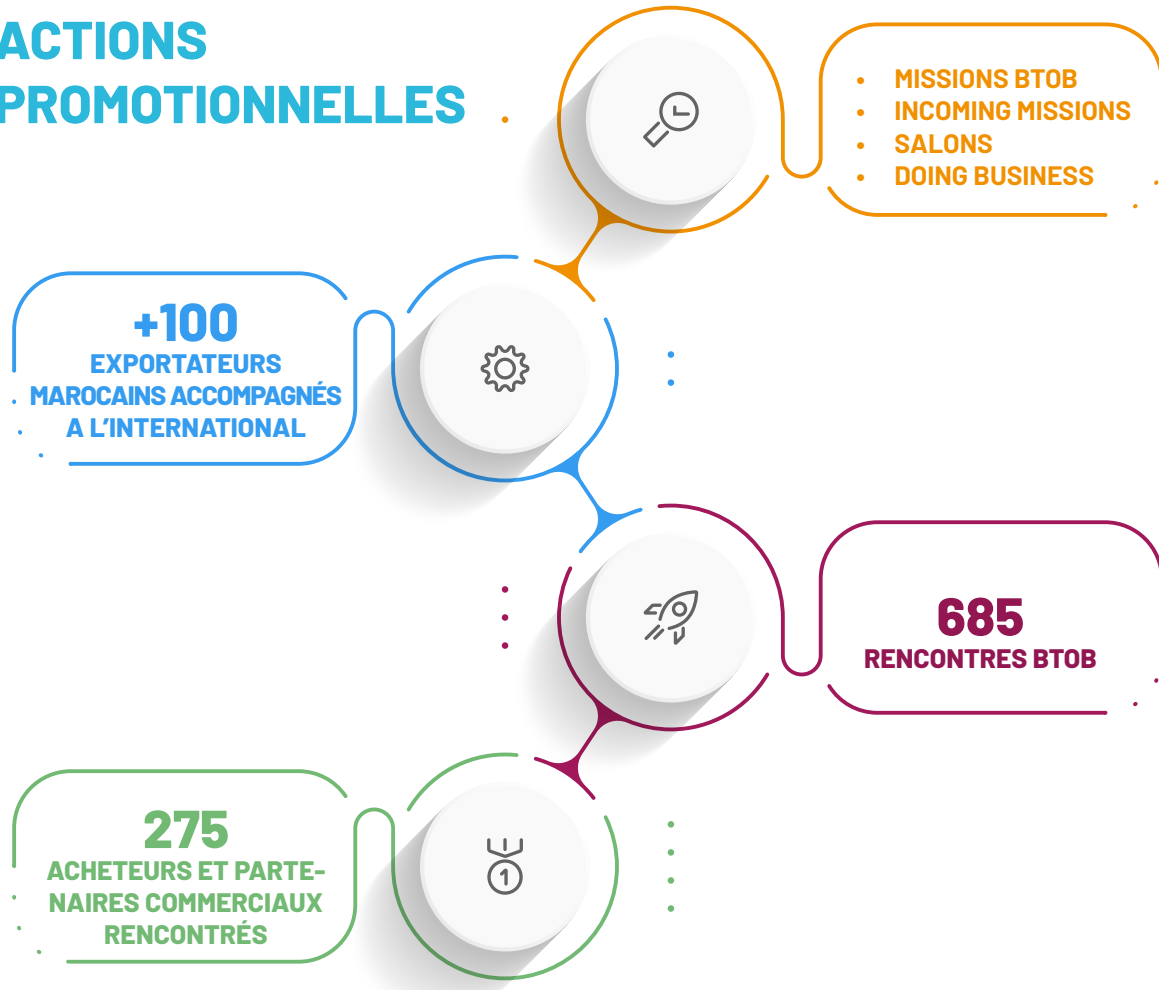 ACTIONS
PROMOTIONNELLES
• MISSIONS BTOB
• INCOMING MISSIONS
• SALONS
• DOING BUSINESS
+100
EXPORTATEURS
MAROCAINS ACCOMPAGNÉS
A L’INTERNATIONAL
685
RENCONTRES BTOB
275
ACHETEURS ET PARTE-
NAIRES COMMERCIAUX
RENCONTRÉS
1